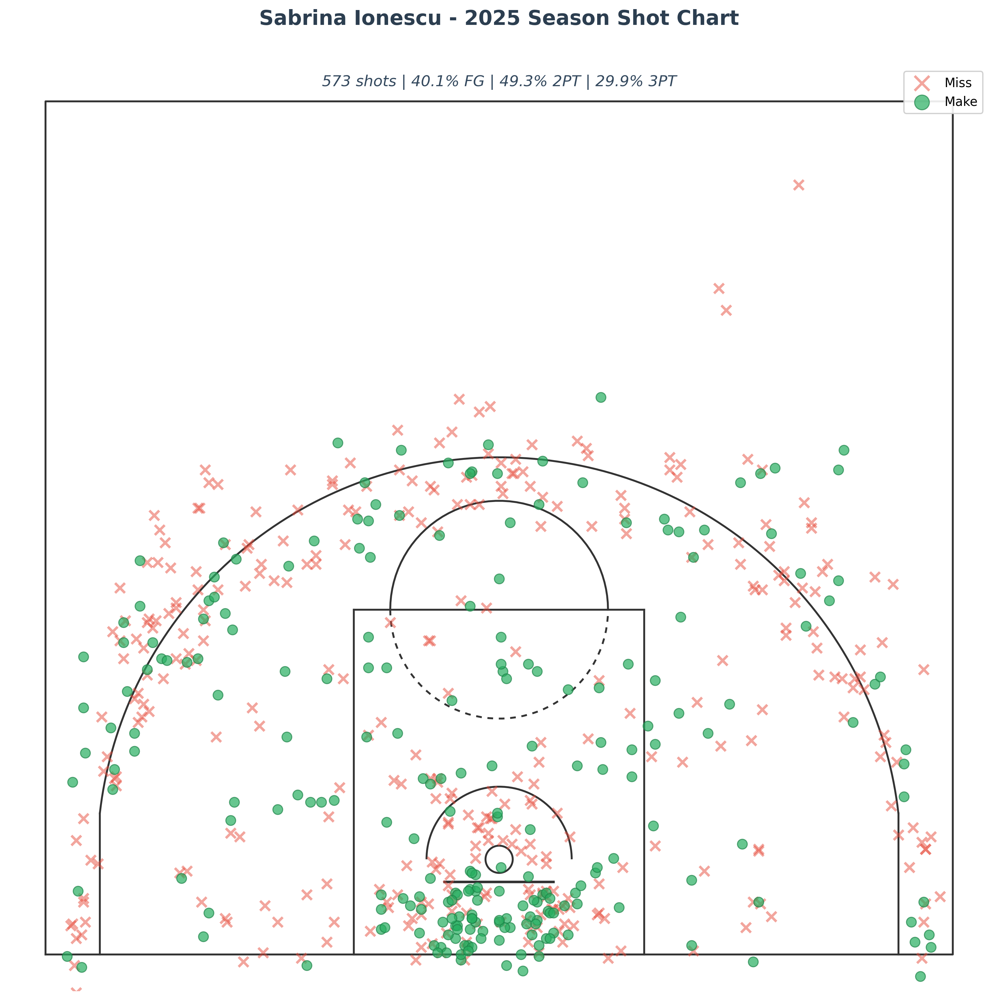 Sabrina Ionescu - 2025 Season Shot Chart
573 shots | 40.1% FG | 49.3% 2PT | 29.9% 3PT
Miss
Make